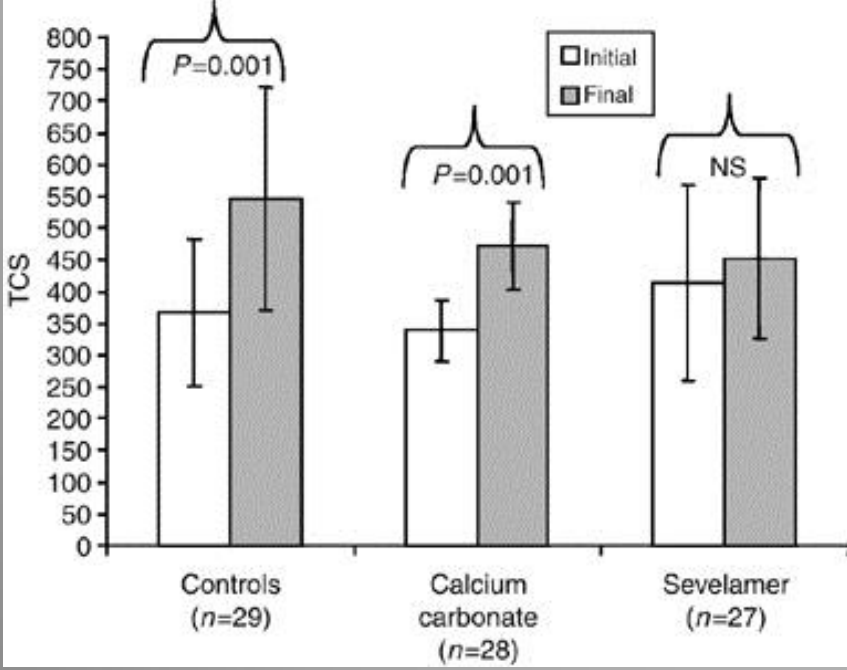 800
750
700
650
600
550
500
450
400
350
300
250
200
150
100
50
0
TCS
P=0.001
P=0.001
NS
Initial
Final
Controls
(n=29)
Calcium
carbonate
(n=28)
Sevelamer
(n=27)